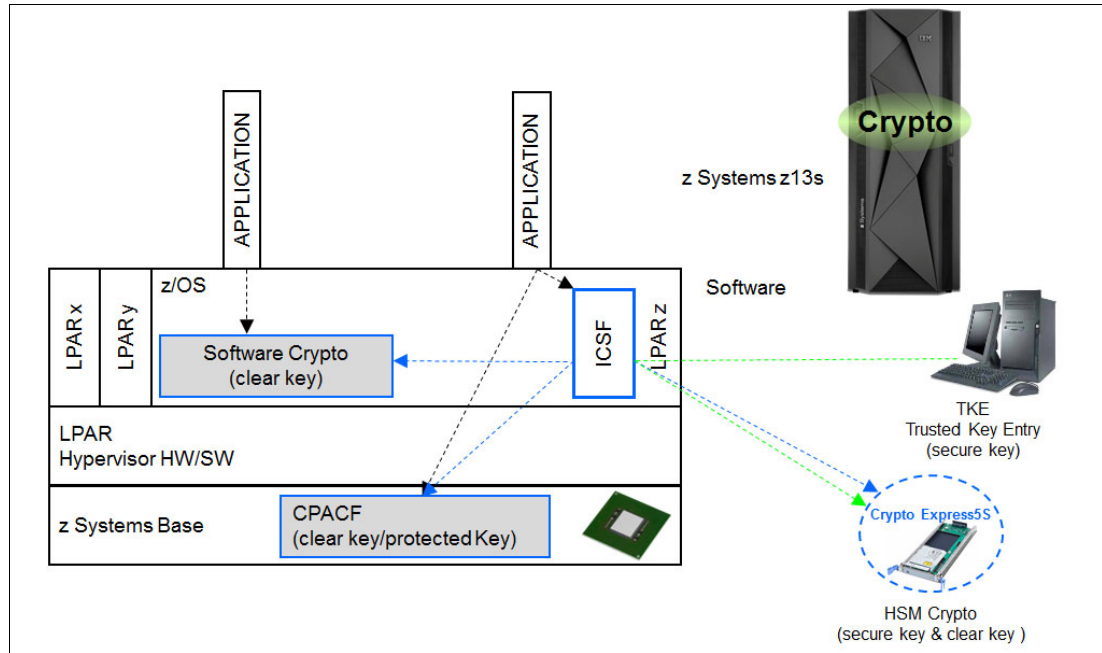 Crypto
IBM
z Systems
z Systems z13s
APPLICATION
APPLICATION
LPAR x
LPAR y
z/OS
Software Crypto
(clear key)
ICSF
LPAR z
Software
LPAR
Hypervisor HW/SW
z Systems Base
CPACF
(clear key/protected Key)
TKE
Trusted Key Entry
(secure key)
Crypto Express5S
HSM Crypto
(secure key & clear key )